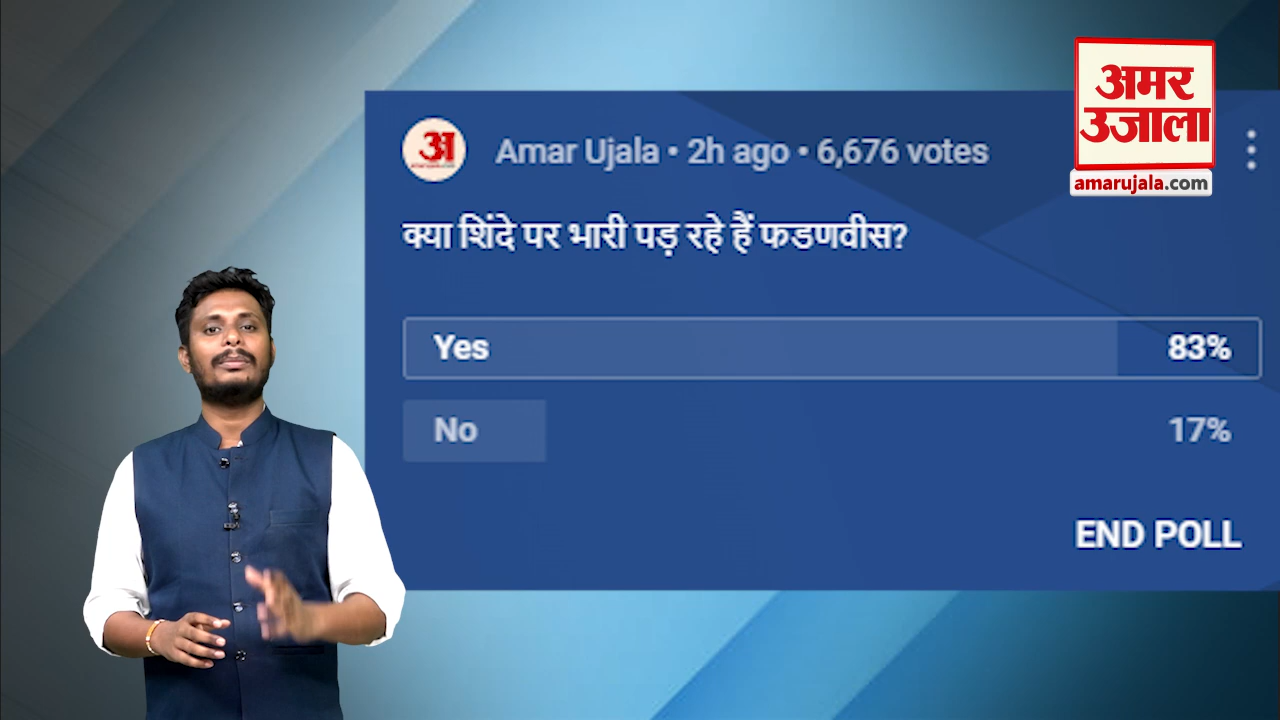 अमर
उजाला
amarujala.com
Amar Ujala • 2h ago • 6,676 votes
क्या शिंदे पर भारी पड़ रहे हैं फडणवीस?
Yes 83%
No 17%
END POLL